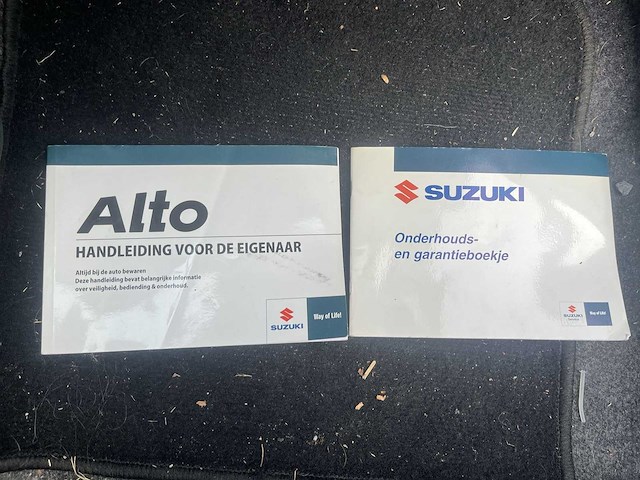 Alto
HANDLEIDING VOOR DE EIGENAAR
Altijd bij de auto bewaren
Deze handleiding bevat belangrijke informatie
over veiligheid, bediening & onderhoud.
SUZUKI
Way of Life!
SUZUKI
Onderhouds-
en garantieboekje
SUZUKI
Way of Life!